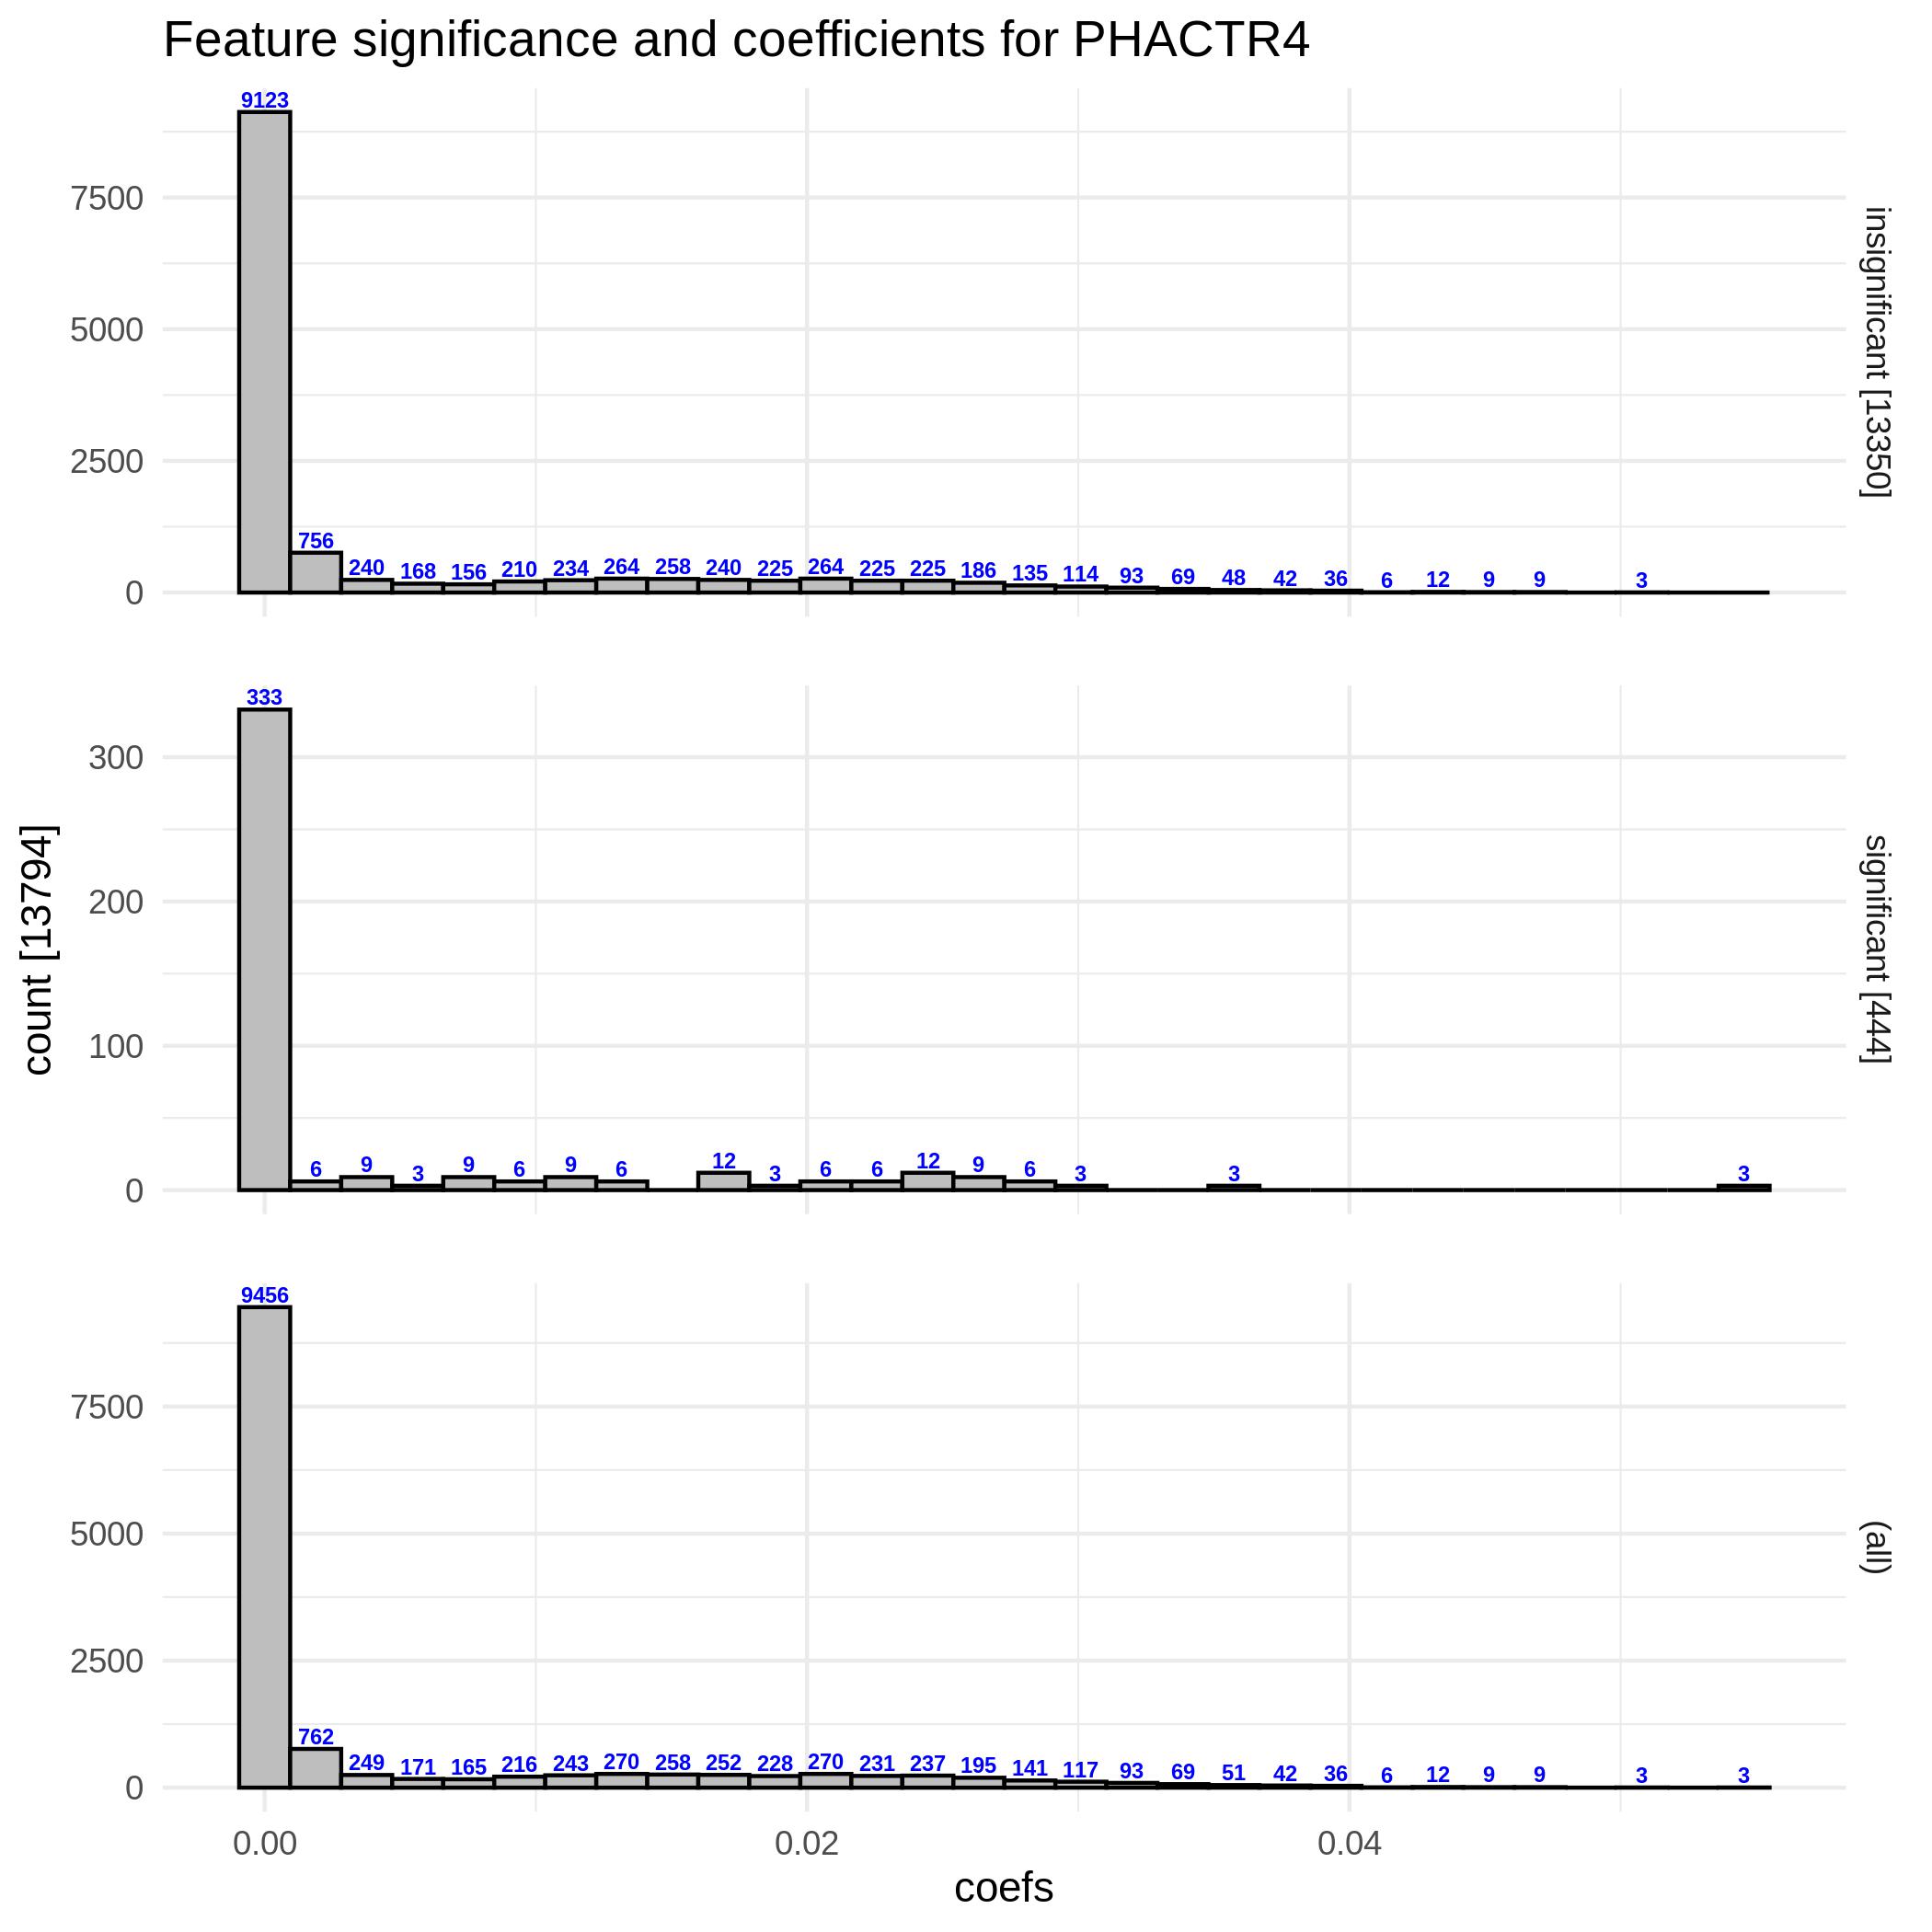 Feature significance and coefficients for PHACTR4
9123
7500
5000
2500
0
756 240 168 156 210 234 264 258 240 225 264 225 225 186 135 114 93 69 48 42 36 6 12 9 9 3
insignificant [13350]
333
300
200
100
0
6 9 3 9 6 9 6 12 3 6 6 12 9 6 3 3 3
significant [444]
count [13794]
9456
7500
5000
2500
0
762 249 171 165 216 243 270 258 252 228 270 231 237 195 141 117 93 69 51 42 36 6 12 9 9 3 3
(all)
0.00 0.02 0.04
coefs